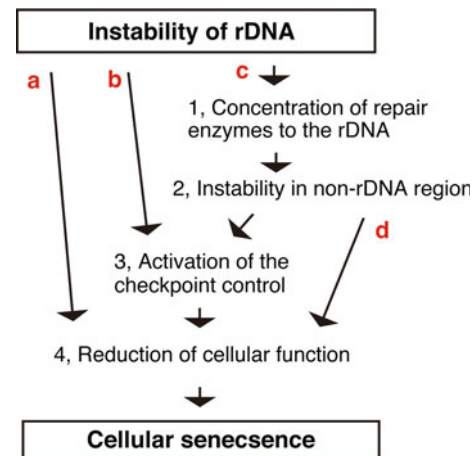 Instability of rDNA
a
b
c
1, Concentration of repair
enzymes to the rDNA
2, Instability in non-rDNA region
d
3, Activation of the
checkpoint control
4, Reduction of cellular function
Cellular senecsence